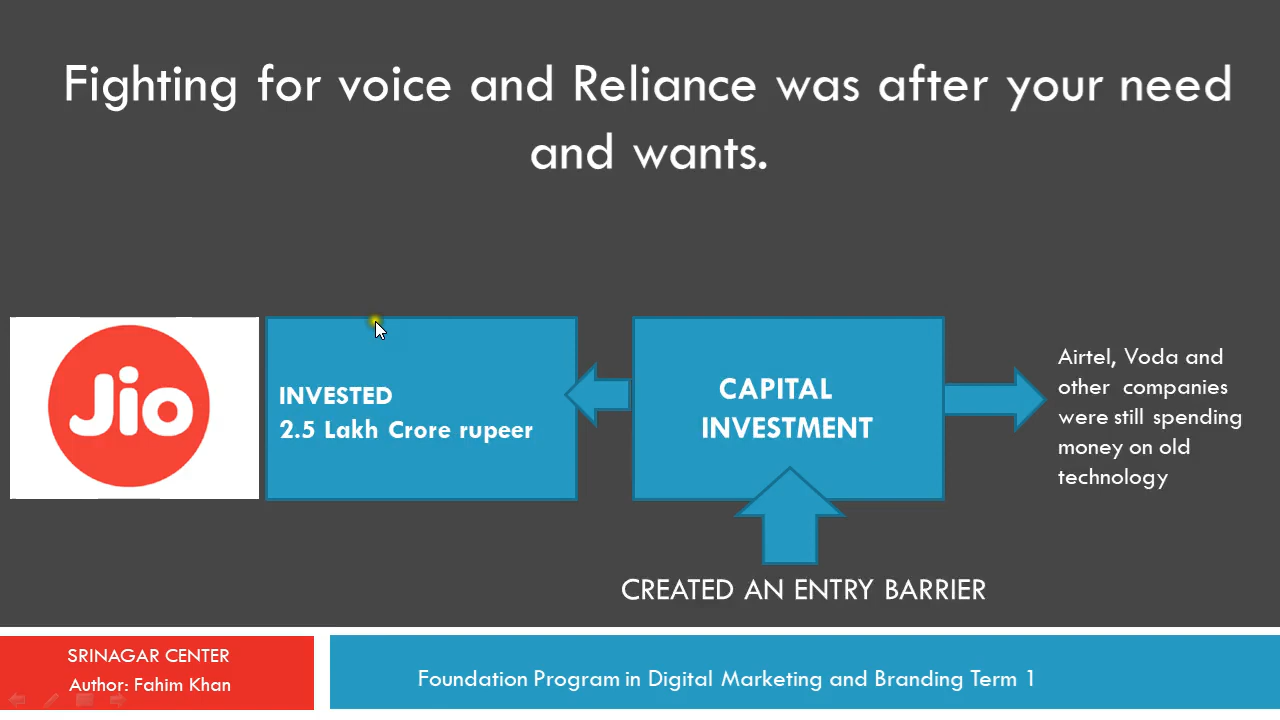 Fighting for voice and Reliance was after your need
and wants.
Jio
INVESTED
2.5 Lakh Crore rupeer
CAPITAL
INVESTMENT
Airtel, Voda and
other companies
were still spending
money on old
technology
CREATED AN ENTRY BARRIER
SRINAGAR CENTER
Author: Fahim Khan
Foundation Program in Digital Marketing and Branding Term 1